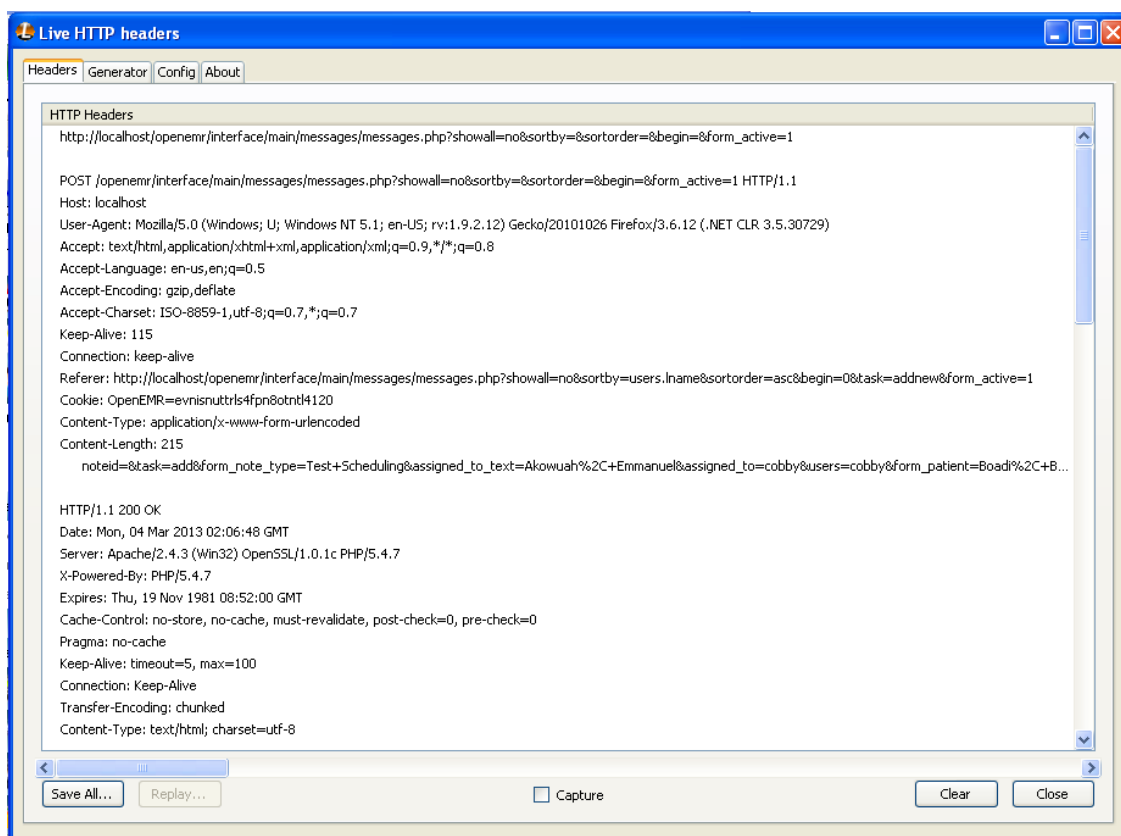 Live HTTP headers
Headers Generator Config About
HTTP Headers
http://localhost/openemr/interface/main/messages/messages.php?showall=no&sortby=&sortorder=&begin=&form_active=1
POST /openemr/interface/main/messages/messages.php?showall=no&sortby=&sortorder=&begin=&form_active=1 HTTP/1.1
Host: localhost
User-Agent: Mozilla/5.0 (Windows; U; Windows NT 5.1; en-US; rv:1.9.2.12) Gecko/20101026 Firefox/3.6.12 (.NET CLR 3.5.30729)
Accept: text/html,application/xhtml+xml,application/xml;q=0.9,*/*;q=0.8
Accept-Language: en-us,en;q=0.5
Accept-Encoding: gzip,deflate
Accept-Charset: ISO-8859-1,utf-8;q=0.7,*;q=0.7
Keep-Alive: 115
Connection: keep-alive
Referer: http://localhost/openemr/interface/main/messages/messages.php?showall=no&sortby=users.lname&sortorder=asc&begin=0&task=addnew&form_active=1
Cookie: OpenEMR=evnisnuttrls4fpn8otntl4120
Content-Type: application/x-www-form-urlencoded
Content-Length: 215
noteid=&task=add&form_note_type=Test+Scheduling&assigned_to_text=Akowuah%2C+Emmanuel&assigned_to=cobby&users=cobby&form_patient=Boadi%2C+B...
HTTP/1.1 200 OK
Date: Mon, 04 Mar 2013 02:06:48 GMT
Server: Apache/2.4.3 (Win32) OpenSSL/1.0.1c PHP/5.4.7
X-Powered-By: PHP/5.4.7
Expires: Thu, 19 Nov 1981 08:52:00 GMT
Cache-Control: no-store, no-cache, must-revalidate, post-check=0, pre-check=0
Pragma: no-cache
Keep-Alive: timeout=5, max=100
Connection: Keep-Alive
Transfer-Encoding: chunked
Content-Type: text/html; charset=utf-8
Save All... Replay... Capture Clear Close